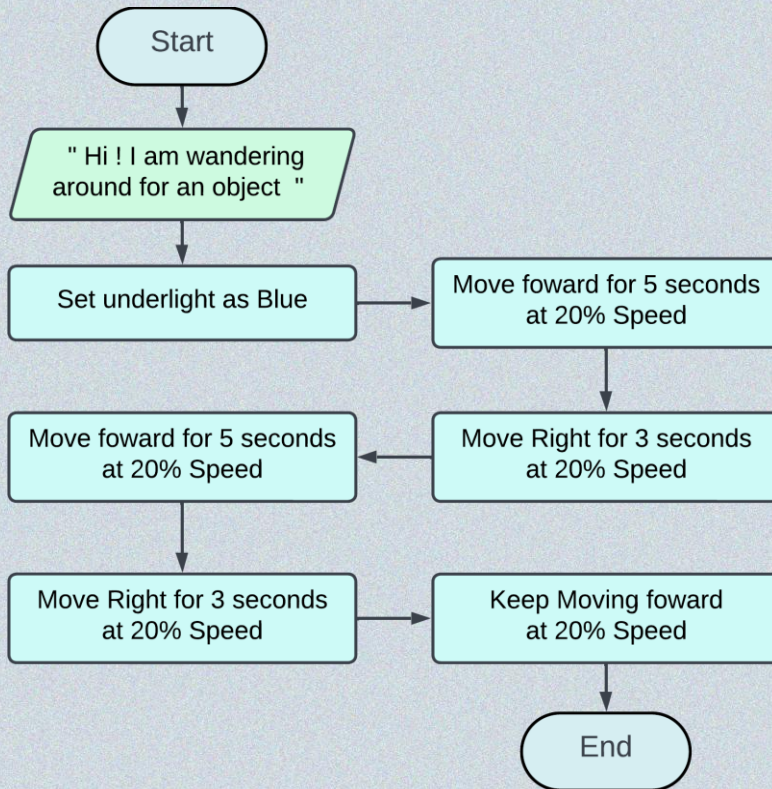 Start
" Hi ! I am wandering
around for an object "
Set underlight as Blue
Move foward for 5 seconds
at 20% Speed
Move Right for 3 seconds
at 20% Speed
Move foward for 5 seconds
at 20% Speed
Move Right for 3 seconds
at 20% Speed
Keep Moving foward
at 20% Speed
End